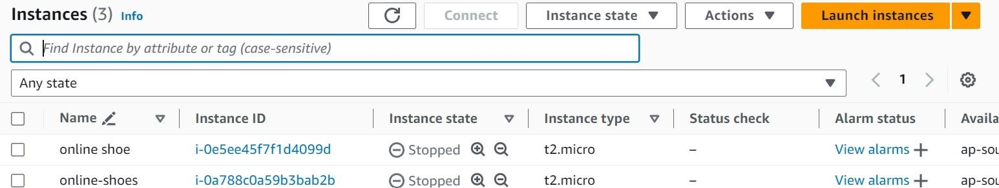 Instances (3) Info Connect Instance state Actions Launch instances
Find Instance by attribute or tag (case-sensitive)
Any state 1
Name Instance ID Instance state Instance type Status check Alarm status Availa
online shoe i-0e5ee45f7f1d4099d Stopped t2.micro – View alarms + ap-sou
online-shoes i-0a788c0a59b3bab2b Stopped t2.micro – View alarms + ap-sou